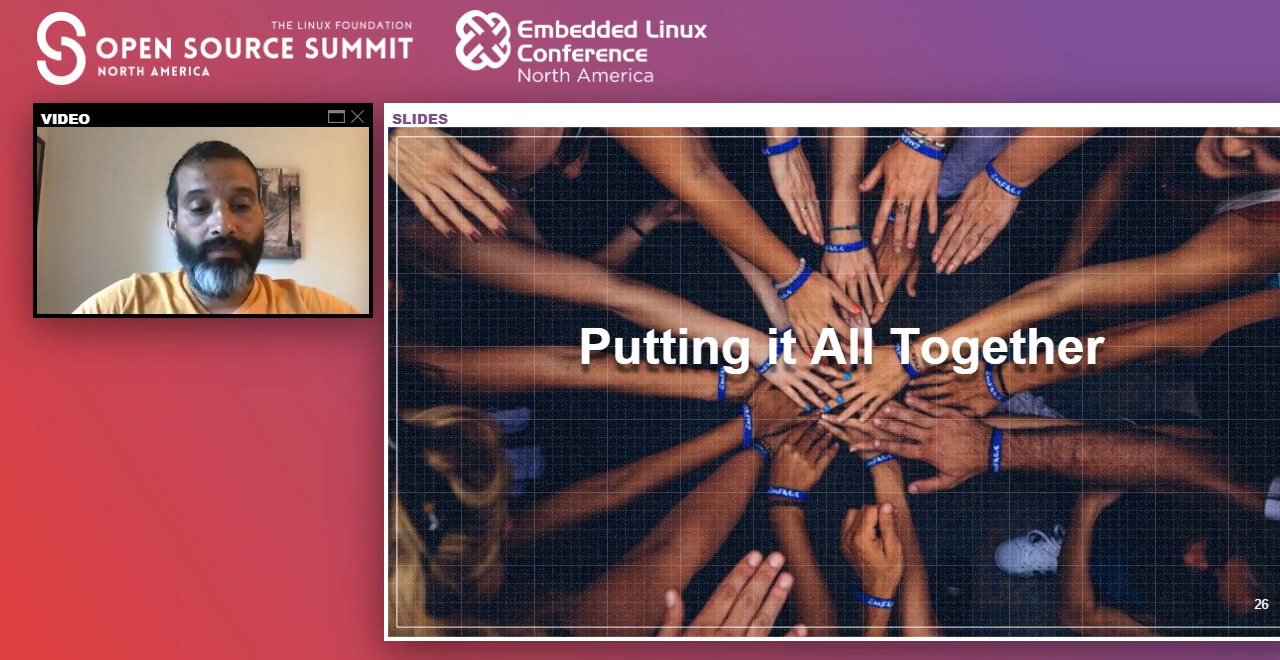 THE LINUX FOUNDATION
OPEN SOURCE SUMMIT
NORTH AMERICA
Embedded Linux
Conference
North America
VIDEO
SLIDES
Putting it All Together
26